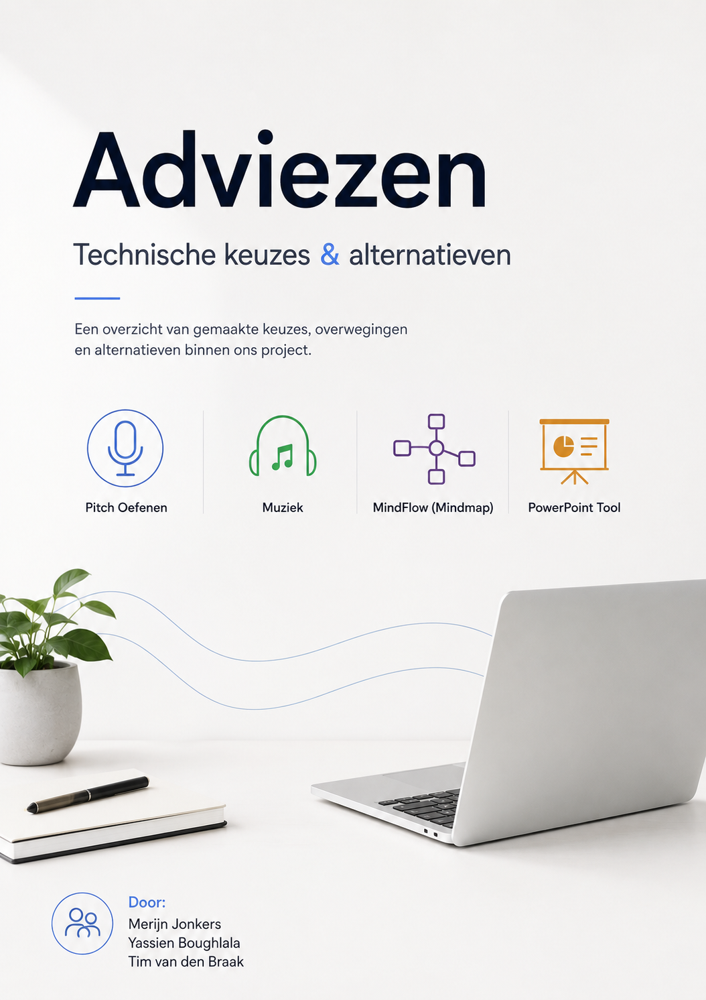 Adviezen
Technische keuzes & alternatieven
Een overzicht van gemaakte keuzes, overwegingen
en alternatieven binnen ons project.
Pitch Oefenen
Muziek
MindFlow (Mindmap)
PowerPoint Tool
Door:
Merijn Jonkers
Yassien Boughlala
Tim van den Braak